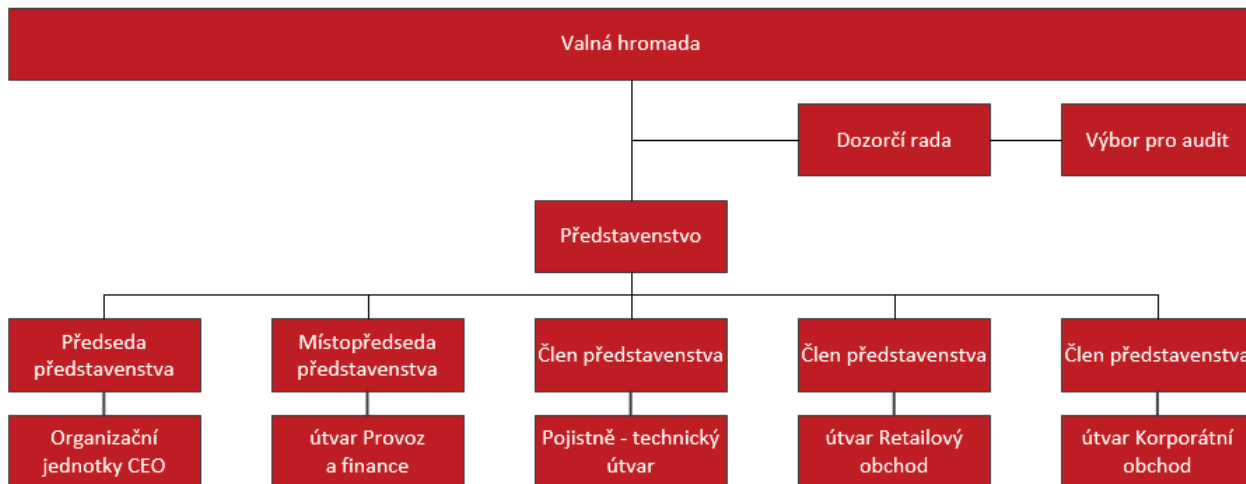 Valná hromada
Dozorčí rada
Výbor pro audit
Představenstvo
Předseda
představenstva
Místopředseda
představenstva
Člen představenstva
Člen představenstva
Člen představenstva
Organizační
jednotky CEO
útvar Provoz
a finance
Pojistně - technický
útvar
útvar Retailový
obchod
útvar Korporátní
obchod